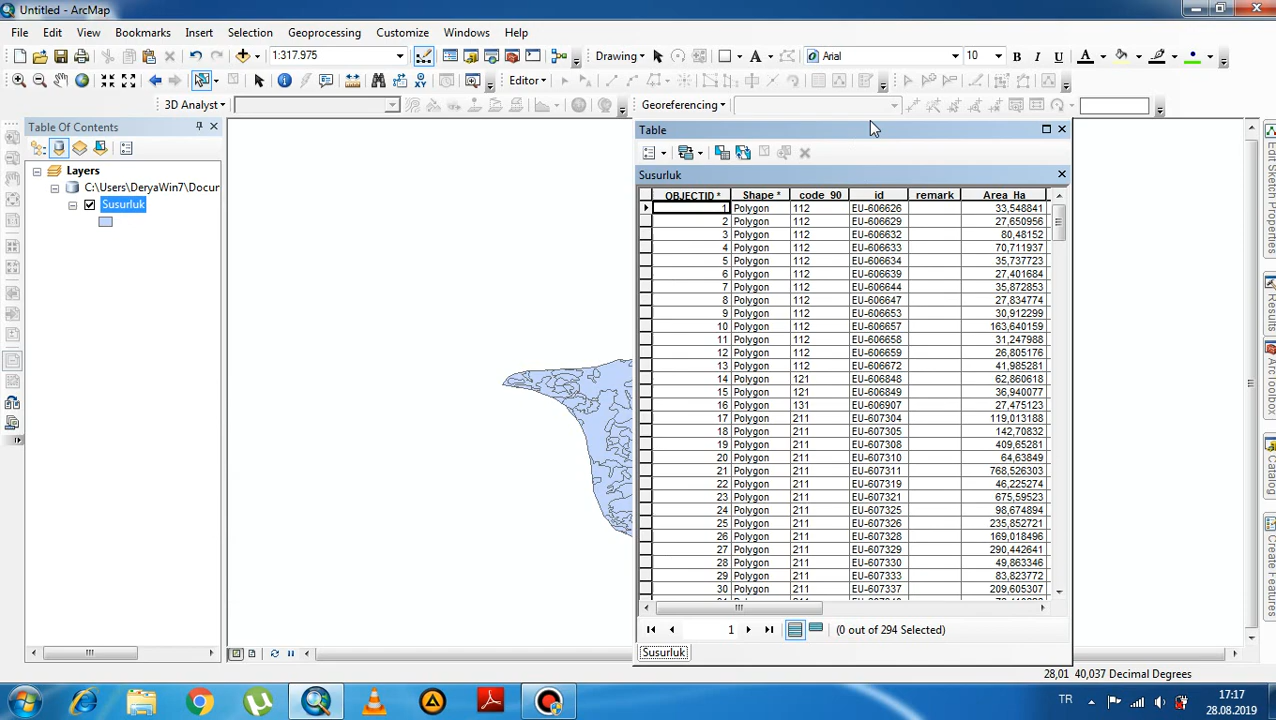 Untitled - ArcMap
File Edit View Bookmarks Insert Selection Geoprocessing Customize Windows Help
1:317.975 Drawing Arial 10 B I U A
Editor
3D Analyst Georeferencing
Table Of Contents
Layers
C:\Users\DeryaWin7\Docur
Susurluk
Table
Susurluk
OBJECTID * Shape * code_90 id remark Area_Ha
1 Polygon 112 EU-606626 33,548841
2 Polygon 112 EU-606629 27,650956
3 Polygon 112 EU-606632 80,48152
4 Polygon 112 EU-606633 70,711937
5 Polygon 112 EU-606634 35,737723
6 Polygon 112 EU-606639 27,401684
7 Polygon 112 EU-606644 35,872853
8 Polygon 112 EU-606647 27,834774
9 Polygon 112 EU-606653 30,912299
10 Polygon 112 EU-606657 163,640159
11 Polygon 112 EU-606658 31,247988
12 Polygon 112 EU-606659 26,805176
13 Polygon 112 EU-606672 41,985281
14 Polygon 121 EU-606848 62,860618
15 Polygon 121 EU-606849 36,940077
16 Polygon 131 EU-606907 27,475123
17 Polygon 211 EU-607304 119,013188
18 Polygon 211 EU-607305 142,70832
19 Polygon 211 EU-607308 409,65281
20 Polygon 211 EU-607310 64,63849
21 Polygon 211 EU-607311 768,526303
22 Polygon 211 EU-607319 46,225274
23 Polygon 211 EU-607321 675,59523
24 Polygon 211 EU-607325 98,674894
25 Polygon 211 EU-607326 235,852721
26 Polygon 211 EU-607328 169,018496
27 Polygon 211 EU-607329 290,442641
28 Polygon 211 EU-607330 49,863346
29 Polygon 211 EU-607333 83,823772
30 Polygon 211 EU-607337 209,605307
1 (0 out of 294 Selected)
Susurluk
Edit Sketch Properties
Results
ArcToolbox
Catalog
Create Features
28,01 40,037 Decimal Degrees
TR 17:17
28.08.2019